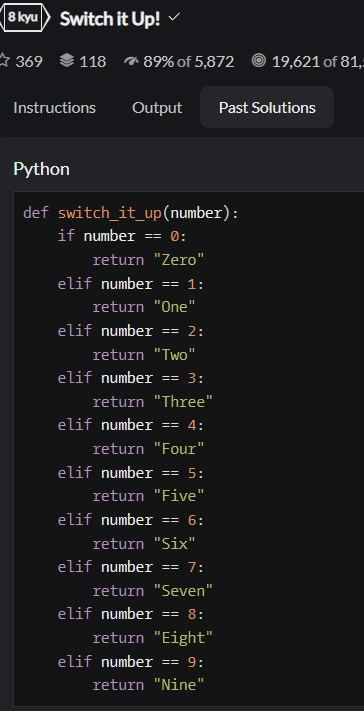 8 kyu Switch it Up!
369 118 89% of 5,872 19,621 of 81,
Instructions Output Past Solutions
Python
def switch_it_up(number):
    if number == 0:
        return "Zero"
    elif number == 1:
        return "One"
    elif number == 2:
        return "Two"
    elif number == 3:
        return "Three"
    elif number == 4:
        return "Four"
    elif number == 5:
        return "Five"
    elif number == 6:
        return "Six"
    elif number == 7:
        return "Seven"
    elif number == 8:
        return "Eight"
    elif number == 9:
        return "Nine"